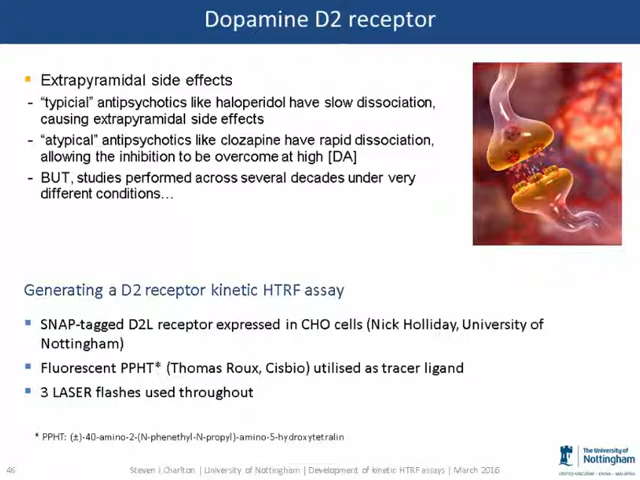 Dopamine D2 receptor
▪ Extrapyramidal side effects
- “typicial” antipsychotics like haloperidol have slow dissociation,
causing extrapyramidal side effects
- “atypical” antipsychotics like clozapine have rapid dissociation,
allowing the inhibition to be overcome at high [DA]
- BUT, studies performed across several decades under very
different conditions…
Generating a D2 receptor kinetic HTRF assay
▪ SNAP-tagged D2L receptor expressed in CHO cells (Nick Holliday, University of
Nottingham)
▪ Fluorescent PPHT* (Thomas Roux, Cisbio) utilised as tracer ligand
▪ 3 LASER flashes used throughout
* PPHT: (±)-40-amino-2-(N-phenethyl-N-propyl)-amino-5-hydroxytetralin
46
Steven J Charlton | University of Nottingham | Development of kinetic HTRF assays | March 2016
The University of
Nottingham
UNITED KINGDOM · CHINA · MALAYSIA